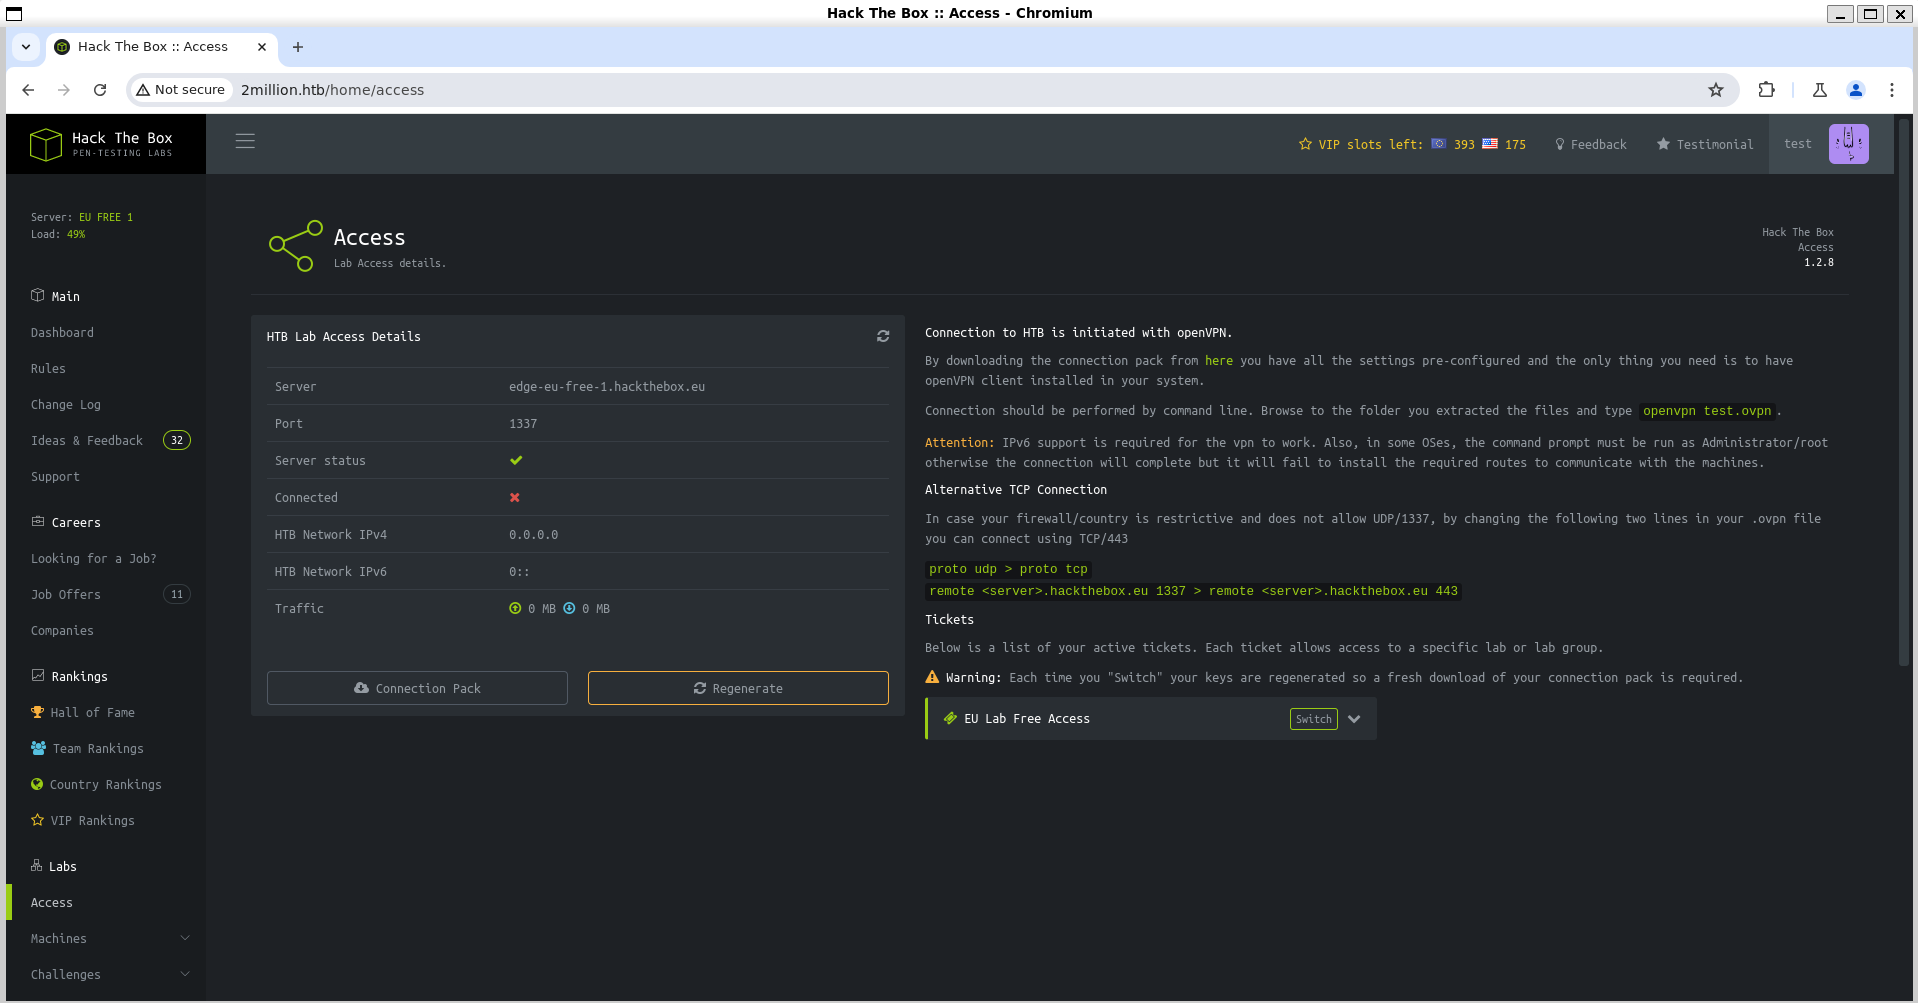 Hack The Box :: Access - Chromium
Hack The Box :: Access
Not secure
2million.htb/home/access
Hack The Box
PEN-TESTING LABS
VIP slots left: 393 175
Feedback
Testimonial
test
Server: EU FREE 1
Load: 49%
Main
Dashboard
Rules
Change Log
Ideas & Feedback 32
Support
Careers
Looking for a Job?
Job Offers 11
Companies
Rankings
Hall of Fame
Team Rankings
Country Rankings
VIP Rankings
Labs
Access
Machines
Challenges
Access
Lab Access details.
Hack The Box
Access
1.2.8
HTB Lab Access Details
Server edge-eu-free-1.hackthebox.eu
Port 1337
Server status
Connected
HTB Network IPv4 0.0.0.0
HTB Network IPv6 0::
Traffic 0 MB 0 MB
Connection Pack
Regenerate
Connection to HTB is initiated with openVPN.
By downloading the connection pack from here you have all the settings pre-configured and the only thing you need is to have
openVPN client installed in your system.
Connection should be performed by command line. Browse to the folder you extracted the files and type openvpn test.ovpn .
Attention: IPv6 support is required for the vpn to work. Also, in some OSes, the command prompt must be run as Administrator/root
otherwise the connection will complete but it will fail to install the required routes to communicate with the machines.
Alternative TCP Connection
In case your firewall/country is restrictive and does not allow UDP/1337, by changing the following two lines in your .ovpn file
you can connect using TCP/443
proto udp > proto tcp
remote <server>.hackthebox.eu 1337 > remote <server>.hackthebox.eu 443
Tickets
Below is a list of your active tickets. Each ticket allows access to a specific lab or lab group.
Warning: Each time you "Switch" your keys are regenerated so a fresh download of your connection pack is required.
EU Lab Free Access
Switch